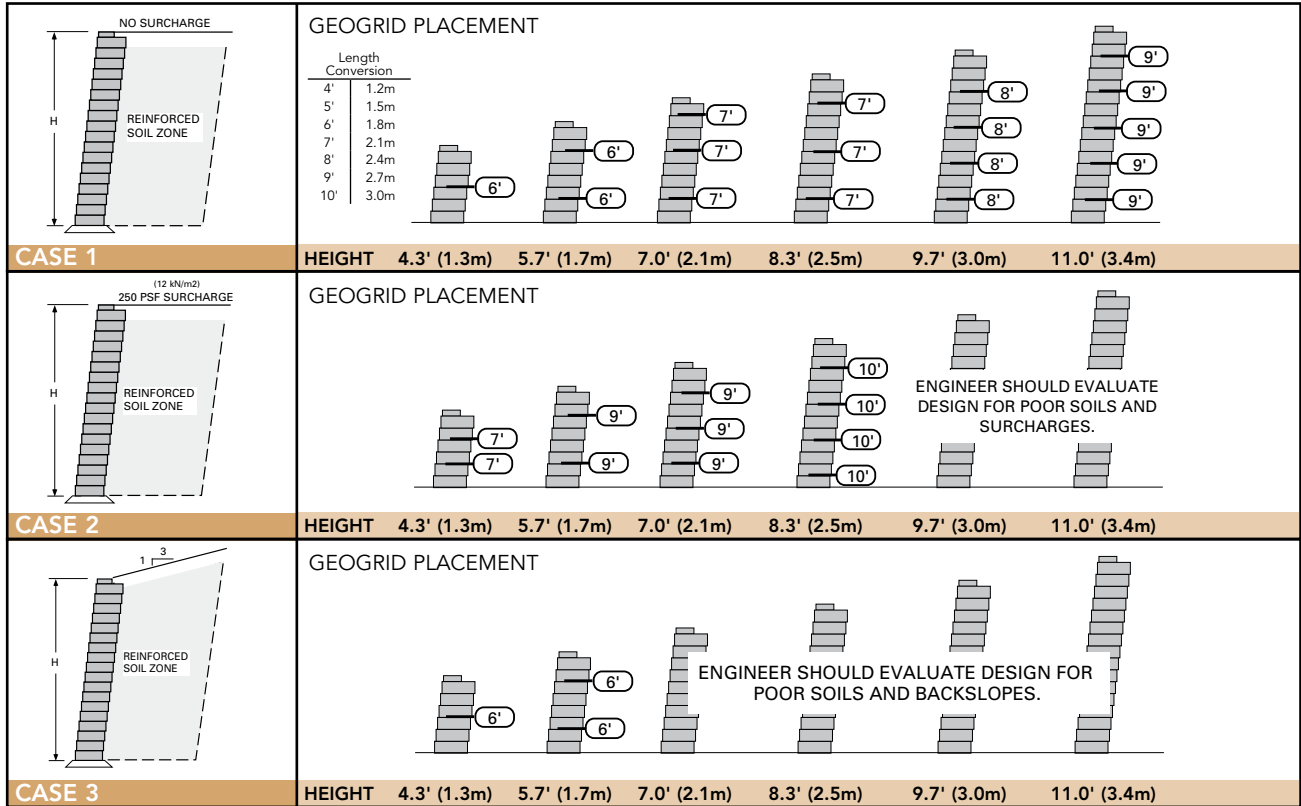 NO SURCHARGE
H
REINFORCED
SOIL ZONE
CASE 1
GEOGRID PLACEMENT
Length
Conversion
4' 1.2m
5' 1.5m
6' 1.8m
7' 2.1m
8' 2.4m
9' 2.7m
10' 3.0m
6'
6'
6'
7'
7'
7'
7'
7'
7'
8'
8'
8'
8'
9'
9'
9'
9'
9'
HEIGHT 4.3' (1.3m) 5.7' (1.7m) 7.0' (2.1m) 8.3' (2.5m) 9.7' (3.0m) 11.0' (3.4m)
(12 kN/m2)
250 PSF SURCHARGE
H
REINFORCED
SOIL ZONE
CASE 2
GEOGRID PLACEMENT
7'
7'
9'
9'
9'
9'
9'
10'
10'
10'
10'
ENGINEER SHOULD EVALUATE
DESIGN FOR POOR SOILS AND
SURCHARGES.
HEIGHT 4.3' (1.3m) 5.7' (1.7m) 7.0' (2.1m) 8.3' (2.5m) 9.7' (3.0m) 11.0' (3.4m)
3
1
H
REINFORCED
SOIL ZONE
CASE 3
GEOGRID PLACEMENT
6'
6'
6'
ENGINEER SHOULD EVALUATE DESIGN FOR
POOR SOILS AND BACKSLOPES.
HEIGHT 4.3' (1.3m) 5.7' (1.7m) 7.0' (2.1m) 8.3' (2.5m) 9.7' (3.0m) 11.0' (3.4m)